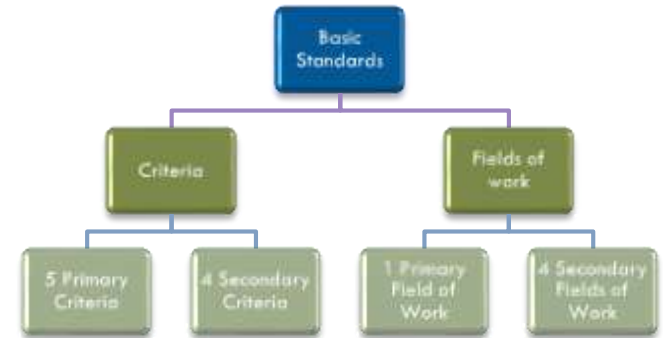 Basic
Standards
Criteria
Fields of
work
5 Primary
Criteria
4 Secondary
Criteria
1 Primary
Field of
Work
4 Secondary
Fields of
Work